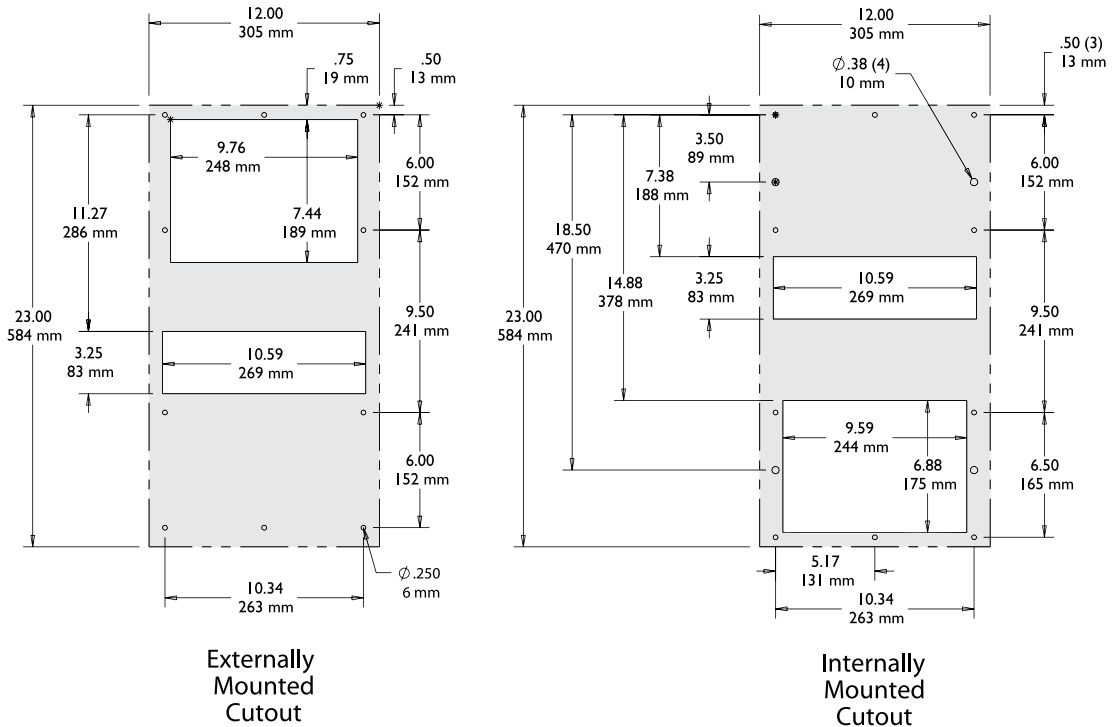 12.00
305 mm
.75
19 mm
.50
13 mm
9.76
248 mm
6.00
152 mm
11.27
286 mm
7.44
189 mm
23.00
584 mm
9.50
241 mm
3.25
83 mm
10.59
269 mm
6.00
152 mm
Ø.250
6 mm
10.34
263 mm
Externally
Mounted
Cutout
12.00
305 mm
.50 (3)
13 mm
Ø.38 (4)
10 mm
3.50
89 mm
6.00
152 mm
7.38
188 mm
18.50
470 mm
14.88
378 mm
3.25
83 mm
10.59
269 mm
9.50
241 mm
23.00
584 mm
9.59
244 mm
6.88
175 mm
6.50
165 mm
5.17
131 mm
10.34
263 mm
Internally
Mounted
Cutout